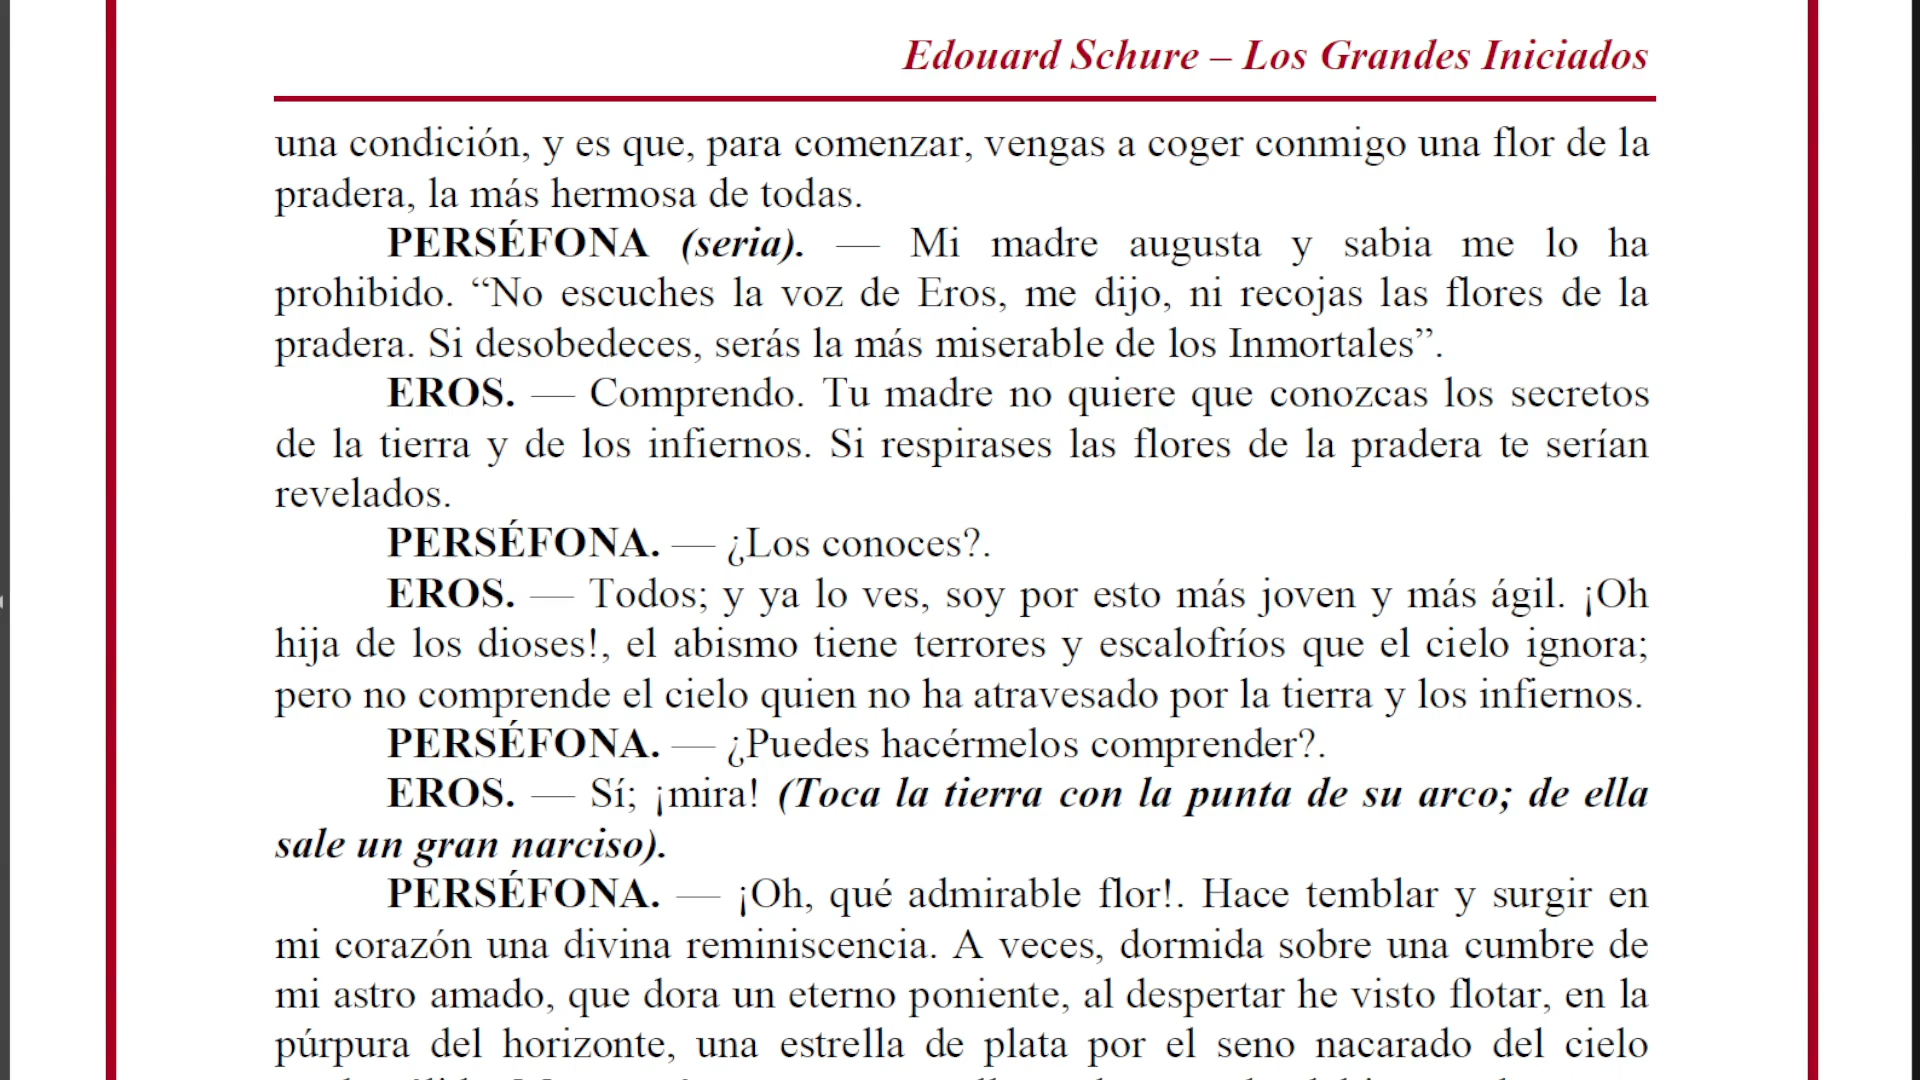 Edouard Schure – Los Grandes Iniciados
una condición, y es que, para comenzar, vengas a coger conmigo una flor de la
pradera, la más hermosa de todas.
PERSÉFONA (seria). — Mi madre augusta y sabia me lo ha
prohibido. “No escuches la voz de Eros, me dijo, ni recojas las flores de la
pradera. Si desobedeces, serás la más miserable de los Inmortales”.
EROS. — Comprendo. Tu madre no quiere que conozcas los secretos
de la tierra y de los infiernos. Si respirases las flores de la pradera te serían
revelados.
PERSÉFONA. — ¿Los conoces?.
EROS. — Todos; y ya lo ves, soy por esto más joven y más ágil. ¡Oh
hija de los dioses!, el abismo tiene terrores y escalofríos que el cielo ignora;
pero no comprende el cielo quien no ha atravesado por la tierra y los infiernos.
PERSÉFONA. — ¿Puedes hacérmelos comprender?.
EROS. — Sí; ¡mira! (Toca la tierra con la punta de su arco; de ella
sale un gran narciso).
PERSÉFONA. — ¡Oh, qué admirable flor!. Hace temblar y surgir en
mi corazón una divina reminiscencia. A veces, dormida sobre una cumbre de
mi astro amado, que dora un eterno poniente, al despertar he visto flotar, en la
púrpura del horizonte, una estrella de plata por el seno nacarado del cielo